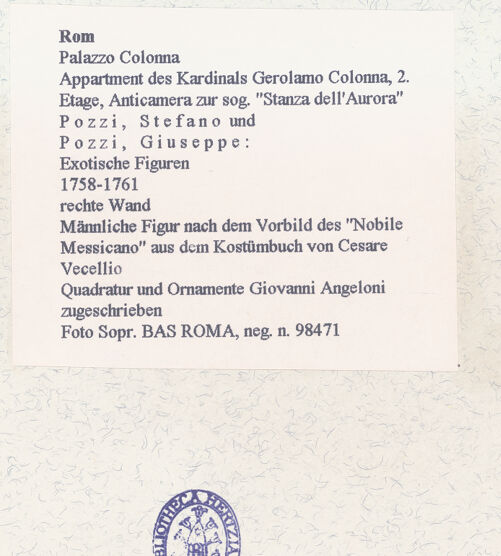 Rom
Palazzo Colonna
Appartment des Kardinals Gerolamo Colonna, 2.
Etage, Anticamera zur sog. "Stanza dell'Aurora"
Pozzi, Stefano und
Pozzi, Giuseppe:
Exotische Figuren
1758-1761
rechte Wand
Männliche Figur nach dem Vorbild des "Nobile
Messicano" aus dem Kostümbuch von Cesare
Vecellio
Quadratur und Ornamente Giovanni Angeloni
zugeschrieben
Foto Sopr. BAS ROMA, neg. n. 98471
BIBLIOTHECA HERTZIANA